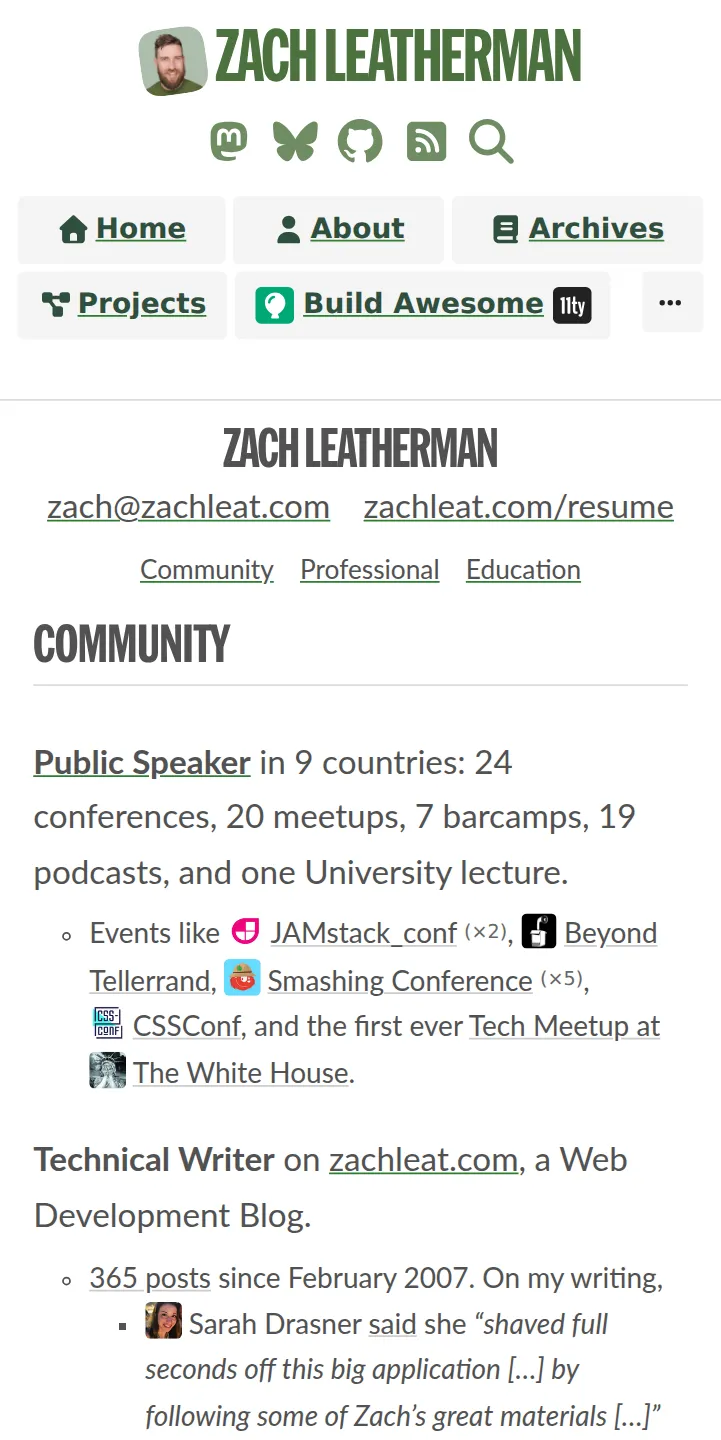 ZACH LEATHERMAN
Home
About
Archives
Projects
Build Awesome 11ty
•••
ZACH LEATHERMAN
zach@zachleat.com zachleat.com/resume
Community Professional Education
COMMUNITY
Public Speaker in 9 countries: 24
conferences, 20 meetups, 7 barcamps, 19
podcasts, and one University lecture.
Events like JAMstack_conf (×2), Beyond
Tellerrand, Smashing Conference (×5),
CSS-CONF CSSConf, and the first ever Tech Meetup at
The White House.
Technical Writer on zachleat.com, a Web
Development Blog.
365 posts since February 2007. On my writing,
Sarah Drasner said she “shaved full
seconds off this big application […] by
following some of Zach’s great materials […]”